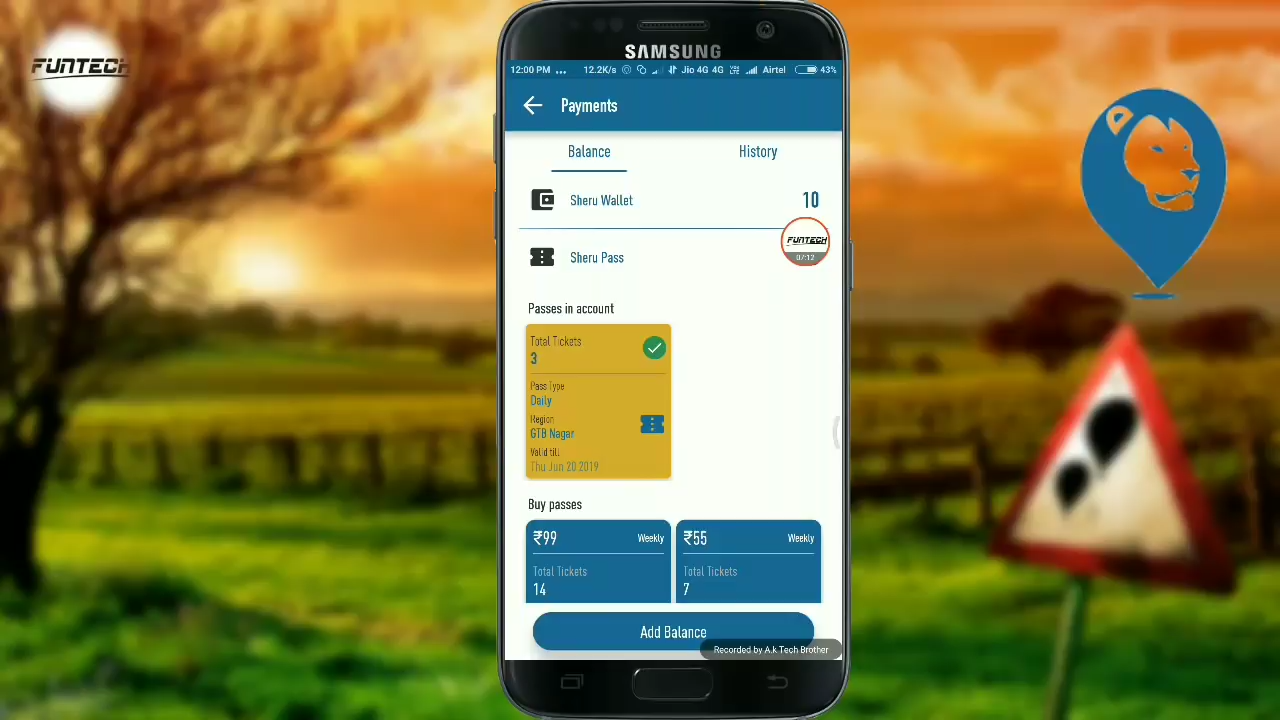 FUNTECH
SAMSUNG
12:00 PM ... 12.2K/s Jio 4G 4G VoLTE Airtel 43%
Payments
Balance History
Sheru Wallet 10
FUNTECH
07:12
Sheru Pass
Passes in account
Total Tickets
3
Pass Type
Daily
Region
GTB Nagar
Valid till
Thu Jun 20 2019
Buy passes
₹99 Weekly ₹55 Weekly
Total Tickets Total Tickets
14 7
Add Balance
Recorded by A.k Tech Brother